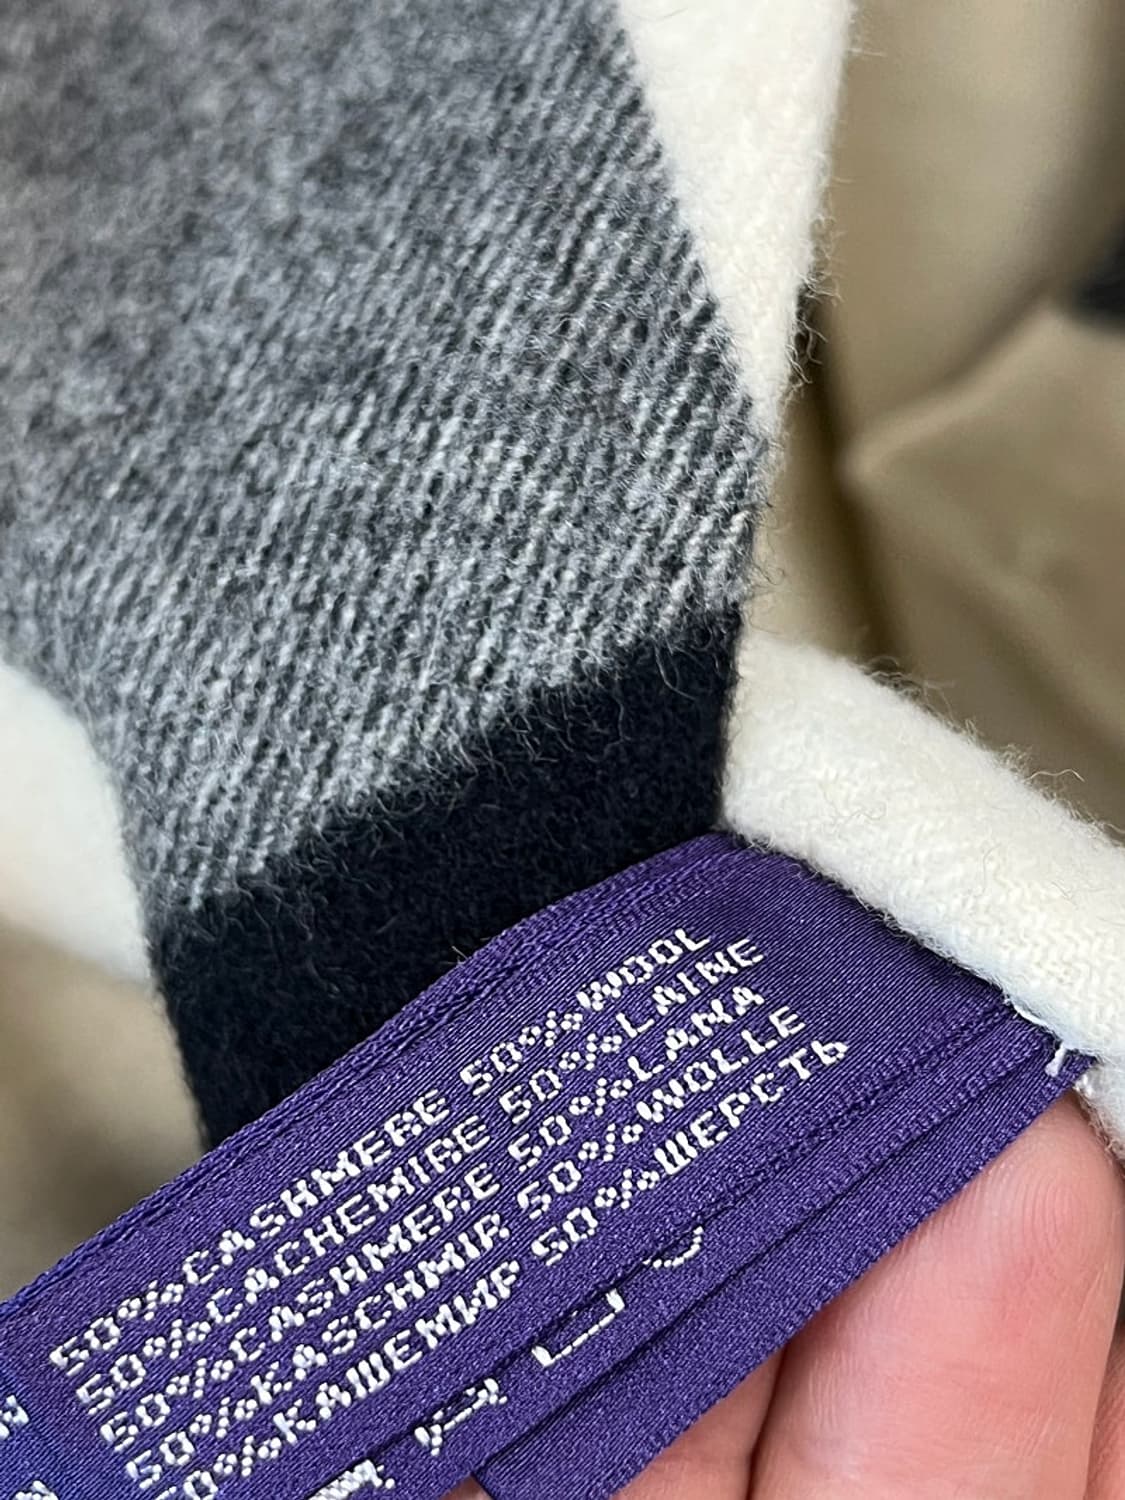 50%CASHMERE 50%WOOL
50%CACHEMIRE 50%LAINE
50%CASHMERE 50%LANA
50%KASCHMIR 50%WOLLE
50%КАШЕМИР 50%ШЕРСТЬ